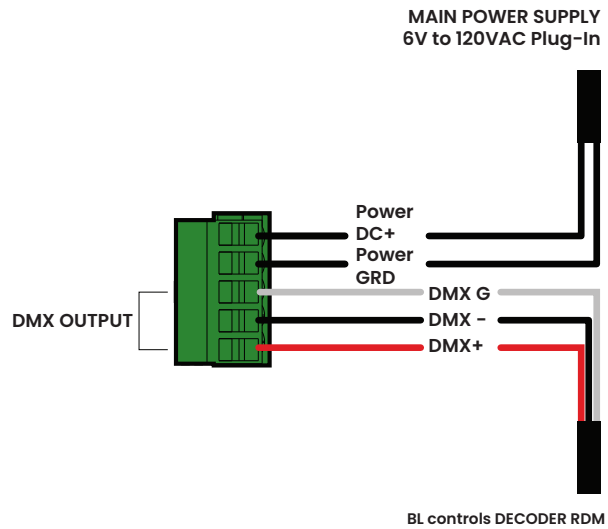 MAIN POWER SUPPLY
6V to 120VAC Plug-In
Power
DC+
Power
GRD
DMX G
DMX -
DMX+
DMX OUTPUT
BL controls DECODER RDM